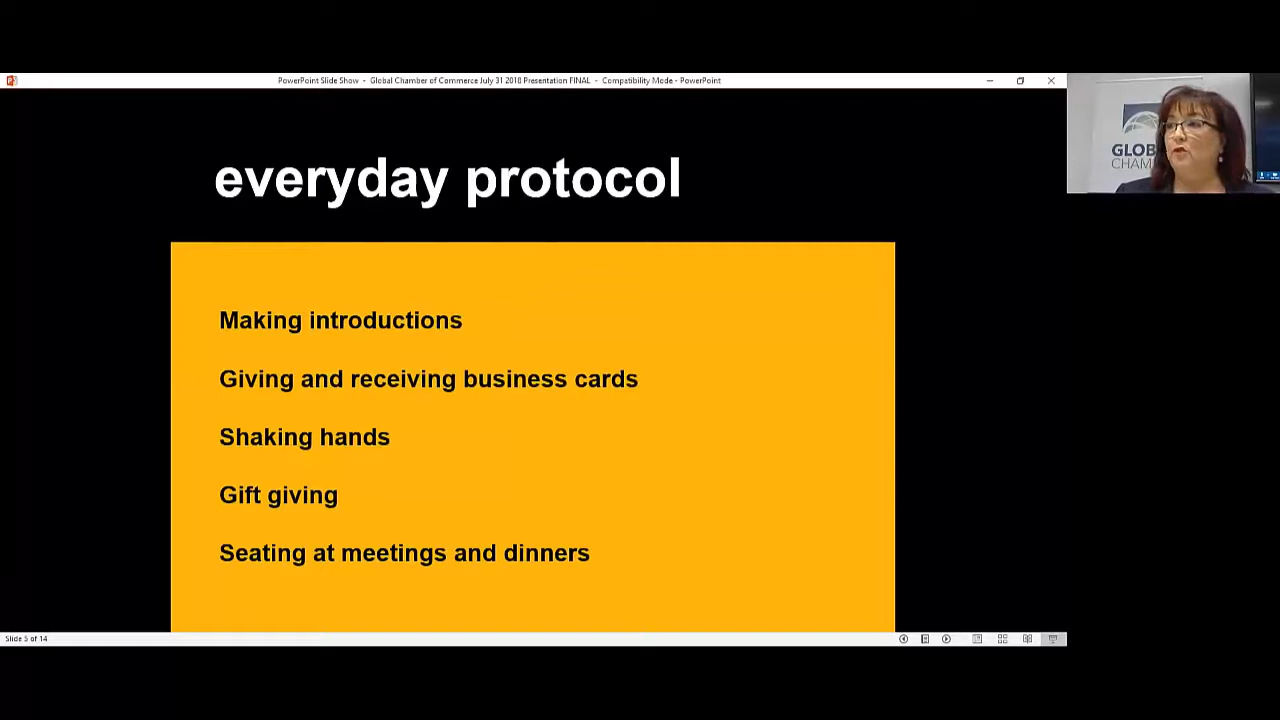 PowerPoint Slide Show - Global Chamber of Commerce July 31 2018 Presentation FINAL - Compatibility Mode - PowerPoint
everyday protocol
Making introductions
Giving and receiving business cards
Shaking hands
Gift giving
Seating at meetings and dinners
GLOB
CHAM
Slide 5 of 14